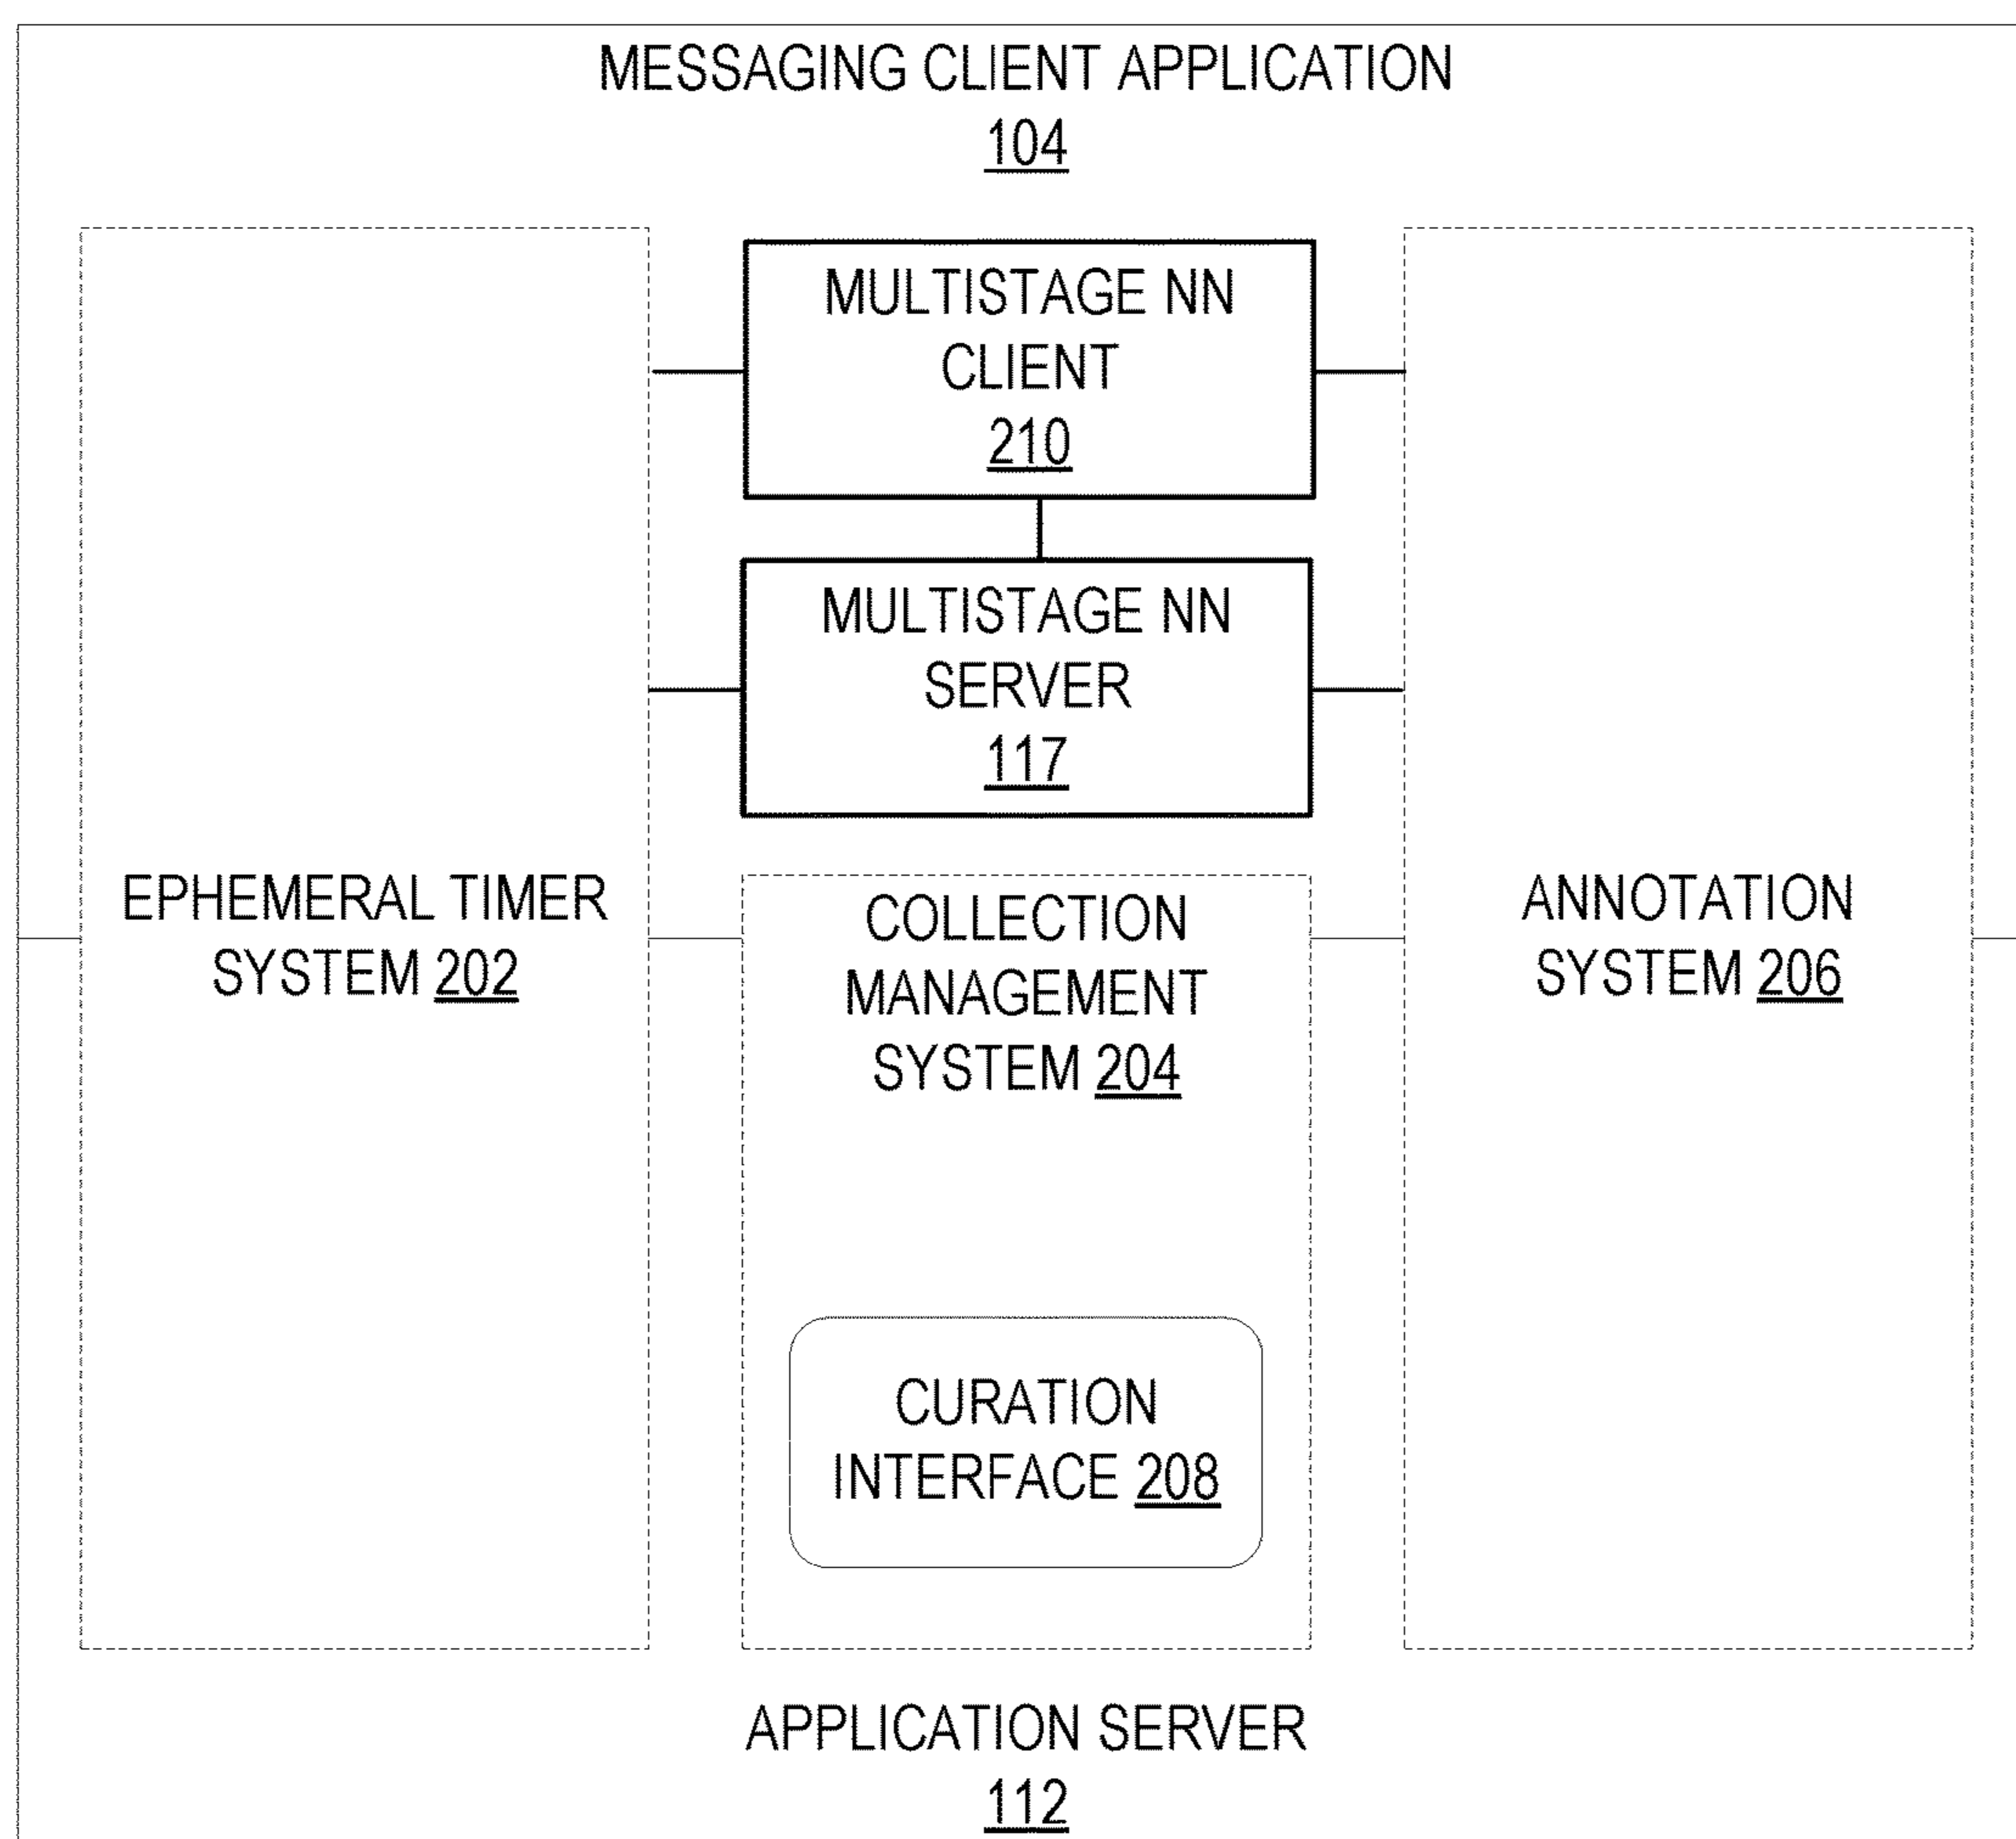 MESSAGING CLIENT APPLICATION
104
MULTISTAGE NN
CLIENT
210
MULTISTAGE NN
SERVER
117
EPHEMERAL TIMER
SYSTEM 202
COLLECTION
MANAGEMENT
SYSTEM 204
ANNOTATION
SYSTEM 206
CURATION
INTERFACE 208
APPLICATION SERVER
112